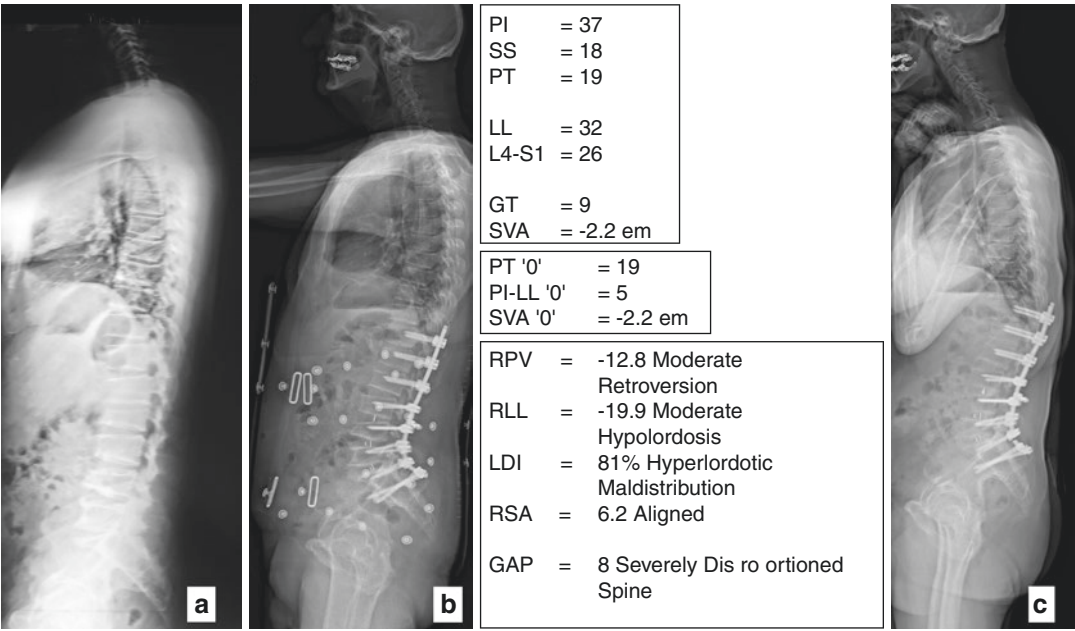 PI = 37
SS = 18
PT = 19
LL = 32
L4-S1 = 26
GT = 9
SVA = -2.2 em
PT '0' = 19
PI-LL '0' = 5
SVA '0' = -2.2 em
RPV = -12.8 Moderate
Retroversion
RLL = -19.9 Moderate
Hypolordosis
LDI = 81% Hyperlordotic
Maldistribution
RSA = 6.2 Aligned
GAP = 8 Severely Dis ro ortioned
Spine
a
b
c